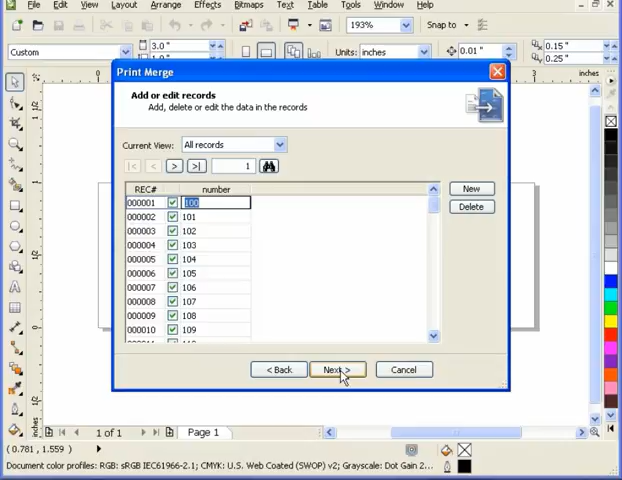 File Edit View Layout Arrange Effects Bitmaps Text Table Tools Window
193% Snap to
Custom 3.0 " Units: inches 0.01 " 0.15 "
0.25 "
0 3 inches
Print Merge
Add or edit records
Add, delete or edit the data in the records
Current View: All records
|< < > >| 1
REC# number
000001 100
000002 101
000003 102
000004 103
000005 104
000006 105
000007 106
000008 107
000009 108
000010 109
New
Delete
< Back Next > Cancel
inches
1 of 1 Page 1
(0.781, 1.559)
Document color profiles: RGB: sRGB IEC61966-2.1; CMYK: U.S. Web Coated (SWOP) v2; Grayscale: Dot Gain 2...